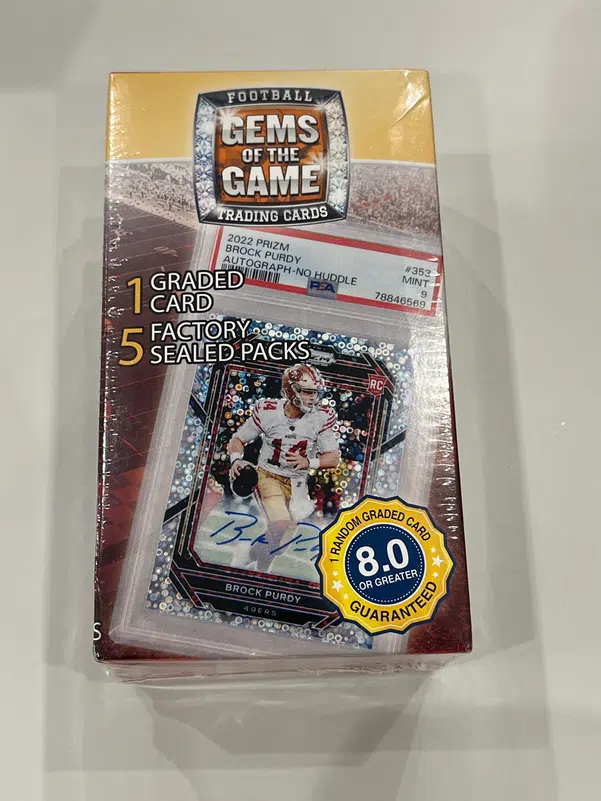 FOOTBALL
GEMS
OF THE
GAME
TRADING CARDS
2022 PRIZM #353
BROCK PURDY MINT
AUTOGRAPH-NO HUDDLE 9
PSA 78846569
1 GRADED
CARD
5 FACTORY
SEALED PACKS
RC
14
BROCK PURDY
49ERS
1 RANDOM GRADED CARD
8.0
OR GREATER
GUARANTEED
S